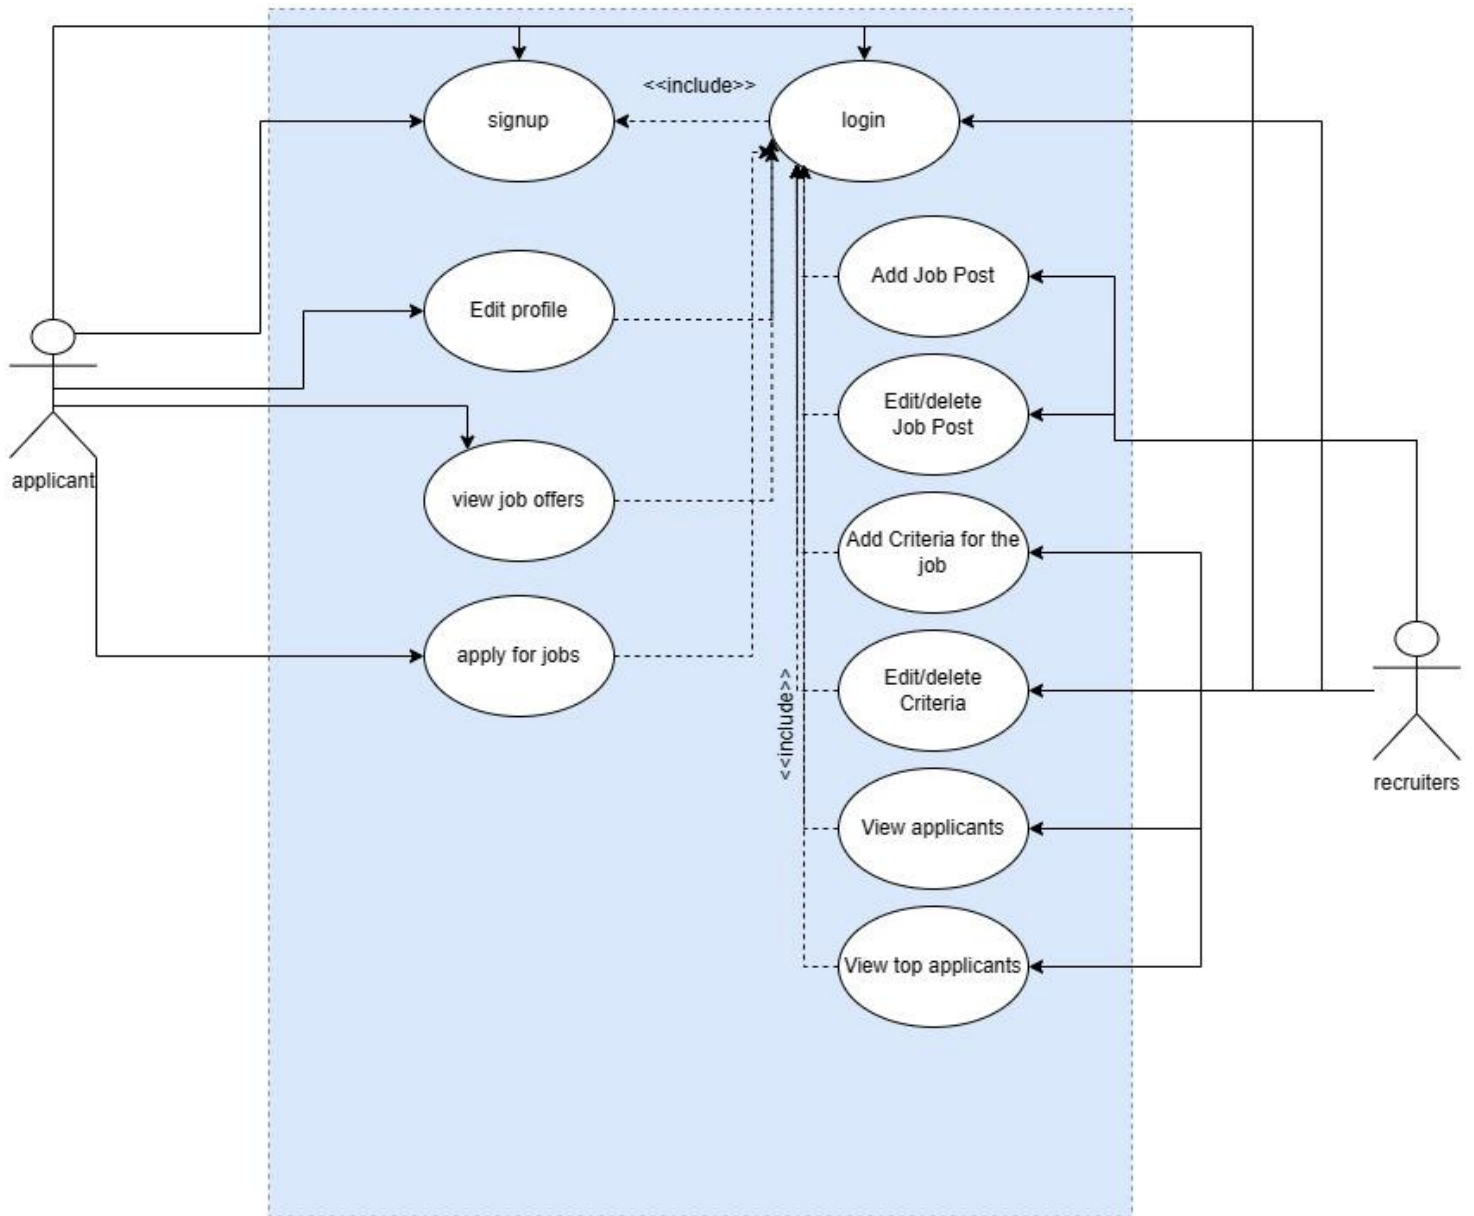 <<include>>
signup
login
Add Job Post
Edit profile
Edit/delete
Job Post
applicant
view job offers
Add Criteria for the
job
apply for jobs
Edit/delete
Criteria
<<include>>
recruiters
View applicants
View top applicants